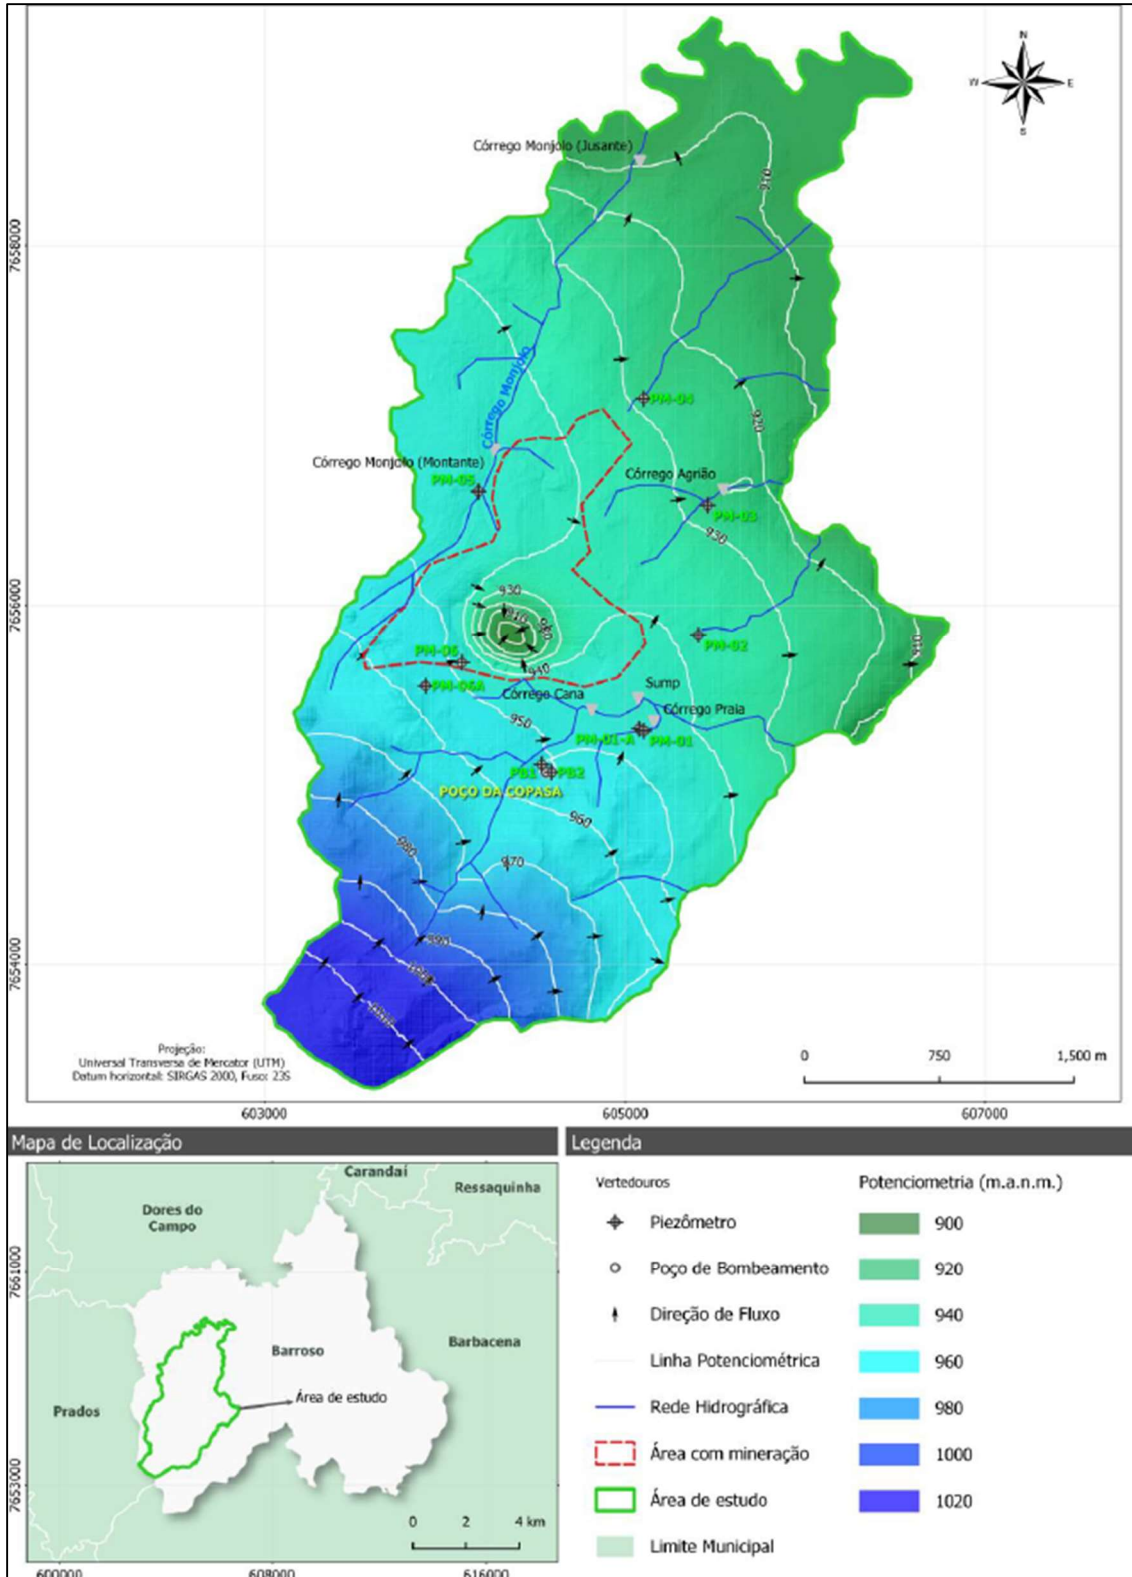 N
W
E
S
Córrego Monjolo (Jusante)
910
7658000
Córrego Monjolo
PM-04
920
Córrego Monjolo (Montante)
Córrego Agrião
PM-05
PM-03
930
7656000
930
910
940
910
PM-06
PM-02
PM-06A
Sump
Córrego Cana
Córrego Praia
950
PM-01-A
PM-01
PB1
PB2
POÇO DA COPASA
960
980
970
990
7654000
Projeção:
Universal Transversa de Mercator (UTM)
Datum horizontal: SIRGAS 2000, Fuso: 23S
0 750 1,500 m
603000 605000 607000
Mapa de Localização
Carandaí
Ressaquinha
Dores do
Campo
7661000
Barbacena
Barroso
Área de estudo
Prados
7653000
0 2 4 km
600000 608000 616000
Legenda
Vertedouros
Piezômetro
Poço de Bombeamento
Direção de Fluxo
Linha Potenciométrica
Rede Hidrográfica
Área com mineração
Área de estudo
Limite Municipal
Potenciometria (m.a.n.m.)
900
920
940
960
980
1000
1020